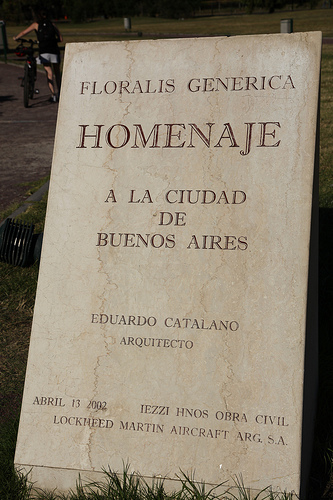 FLORALIS GENERICA
HOMENAJE
A LA CIUDAD
DE
BUENOS AIRES
EDUARDO CATALANO
ARQUITECTO
ABRIL 13 2002 IEZZI HNOS OBRA CIVIL
LOCKHEED MARTIN AIRCRAFT ARG. S.A.